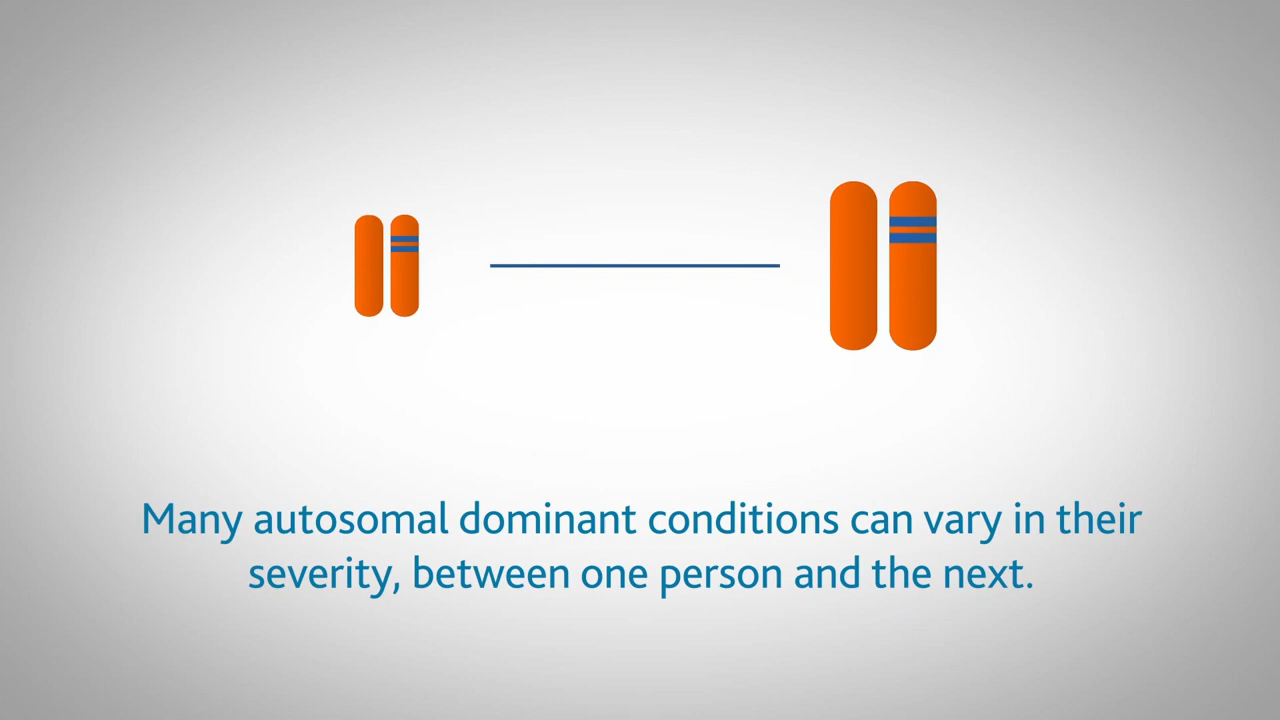 Many autosomal dominant conditions can vary in their
severity, between one person and the next.